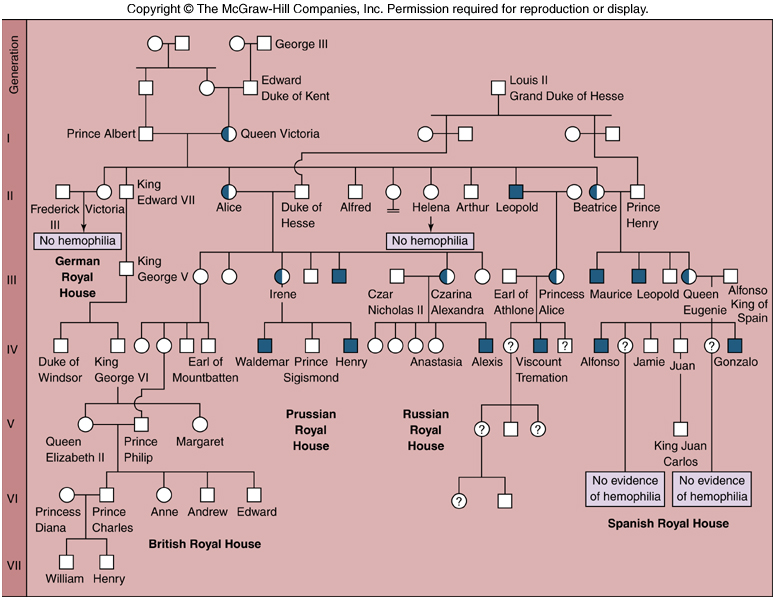 Copyright © The McGraw-Hill Companies, Inc. Permission required for reproduction or display.
Generation
George III
Edward
Duke of Kent
Louis II
Grand Duke of Hesse
I
Prince Albert
Queen Victoria
II
Frederick
III
Victoria
King
Edward VII
Alice
Duke of
Hesse
Alfred
Helena
Arthur
Leopold
Beatrice
Prince
Henry
No hemophilia
No hemophilia
German
Royal
House
III
King
George V
Irene
Czar
Nicholas II
Czarina
Alexandra
Earl of
Athlone
Princess
Alice
Maurice
Leopold
Queen
Eugenie
Alfonso
King of
Spain
IV
Duke of
Windsor
King
George VI
Earl of
Mountbatten
Waldemar
Prince
Sigismond
Henry
Anastasia
Alexis
?
Viscount
Tremation
?
Alfonso
?
Jamie
Juan
?
Gonzalo
Prussian
Royal
House
Russian
Royal
House
V
Queen
Elizabeth II
Prince
Philip
Margaret
?
?
King Juan
Carlos
No evidence
of hemophilia
No evidence
of hemophilia
Spanish Royal House
VI
Princess
Diana
Prince
Charles
Anne
Andrew
Edward
?
British Royal House
VII
William
Henry